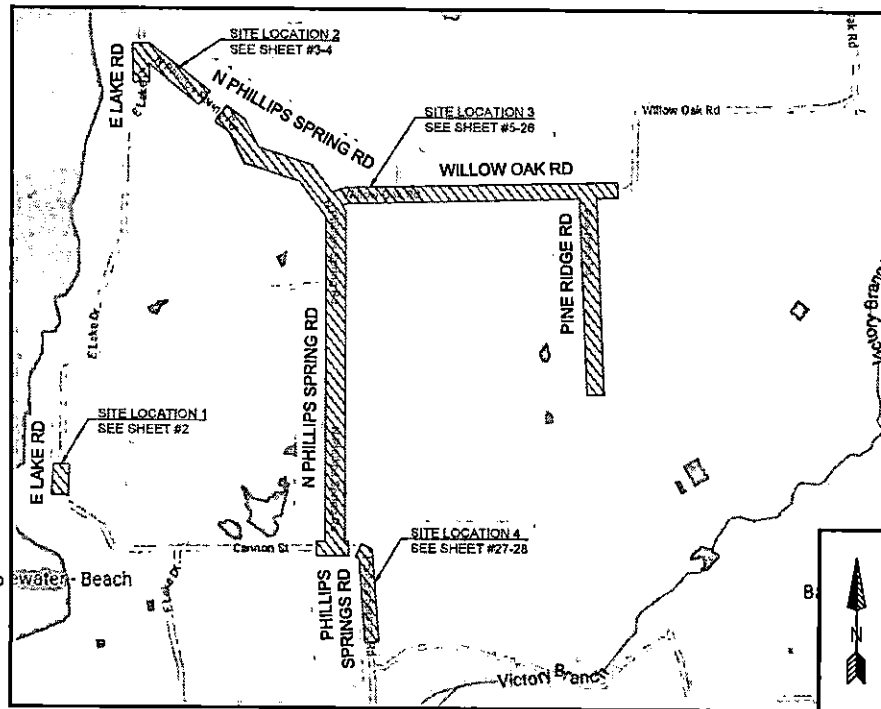 SITE LOCATION 2
SEE SHEET #3-4
E LAKE RD
N PHILLIPS SPRING RD
SITE LOCATION 3
SEE SHEET #5-26
Willow Oak Rd
WILLOW OAK RD
PINE RIDGE RD
N PHILLIPS SPRING RD
E Lake Dr
SITE LOCATION 1
SEE SHEET #2
E LAKE RD
Cannon St
SITE LOCATION 4
SEE SHEET #27-28
PHILLIPS
SPRINGS RD
E Lake Dr
ewater - Beach
Victory Branch
N